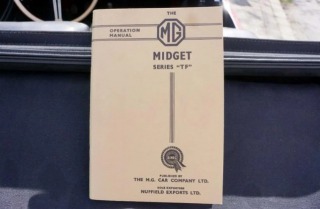 THE
OPERATION
MANUAL
MG
MIDGET
SERIES "TF"
PUBLISHED BY
THE M.G. CAR COMPANY LTD.
SOLE EXPORTERS
NUFFIELD EXPORTS LTD.